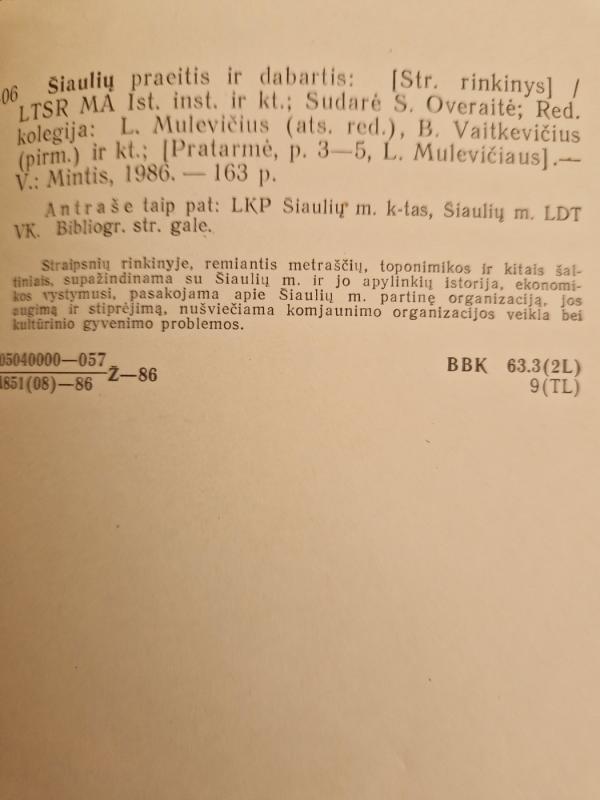 06 Šiaulių praeitis ir dabartis: [Str. rinkinys] /
LTSR MA Ist. inst. ir kt.; Sudarė S. Overaitė; Red.
kolegija: L. Mulevičius (ats. red.), B. Vaitkevičius
(pirm.) ir kt.; [Pratarmė, p. 3—5, L. Mulevičiaus].—
V.: Mintis, 1986. — 163 p.
Antraše taip pat: LKP Šiaulių m. k-tas, Šiaulių m. LDT
VK. Bibliogr. str. gale.
Straipsnių rinkinyje, remiantis metraščių, toponimikos ir kitais šal-
tiniais, supažindinama su Šiaulių m. ir jo apylinkių istorija, ekonomi-
kos vystymusi, pasakojama apie Šiaulių m. partinę organizaciją, jos
augimą ir stiprėjimą, nušviečiama komjaunimo organizacijos veikla bei
kultūrinio gyvenimo problemos.
05040000—057
1851(08)—86
Ž—86
BBK 63.3(2L)
9(TL)